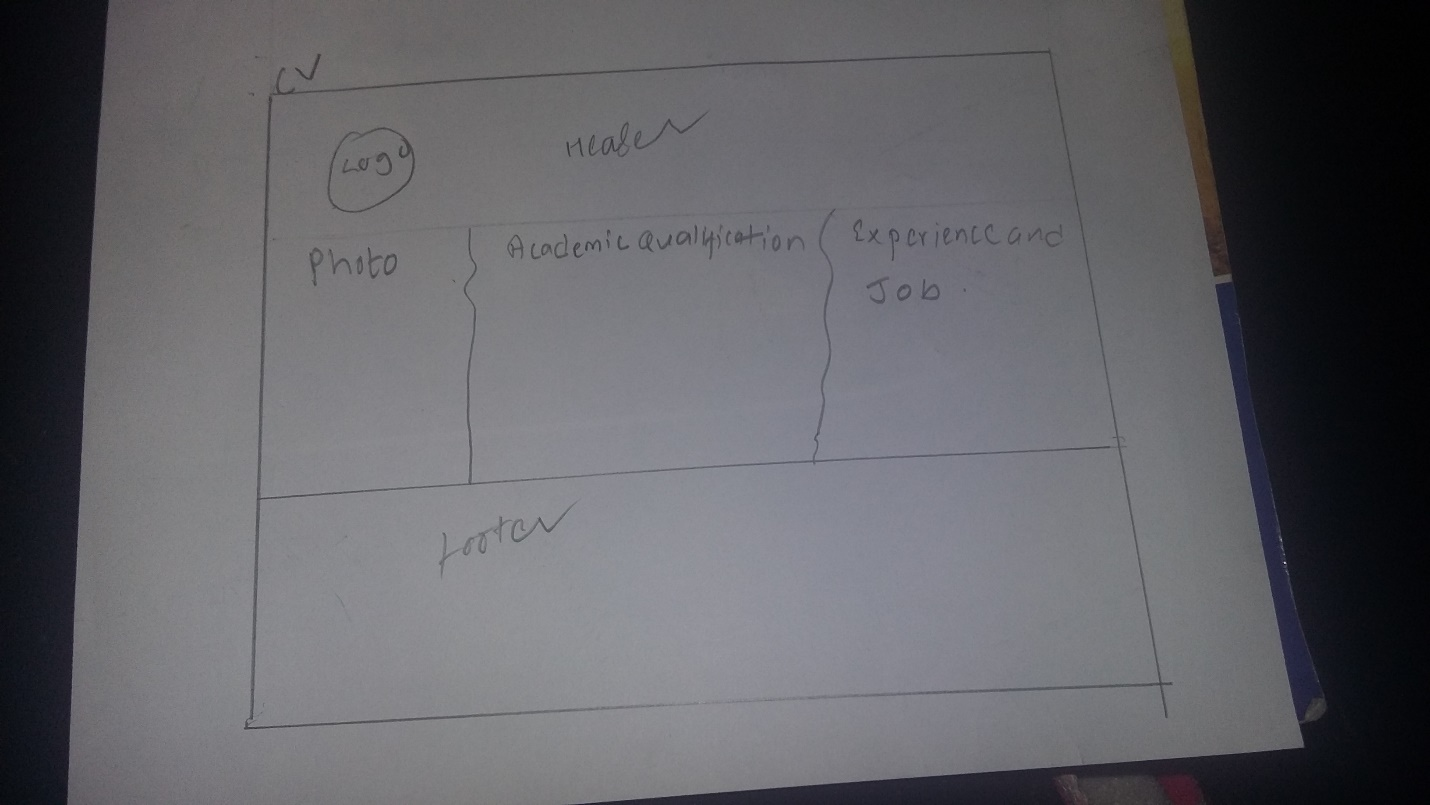 CV
Logo
Header
Photo
Academic Qualification
Experience and
Job.
Footer